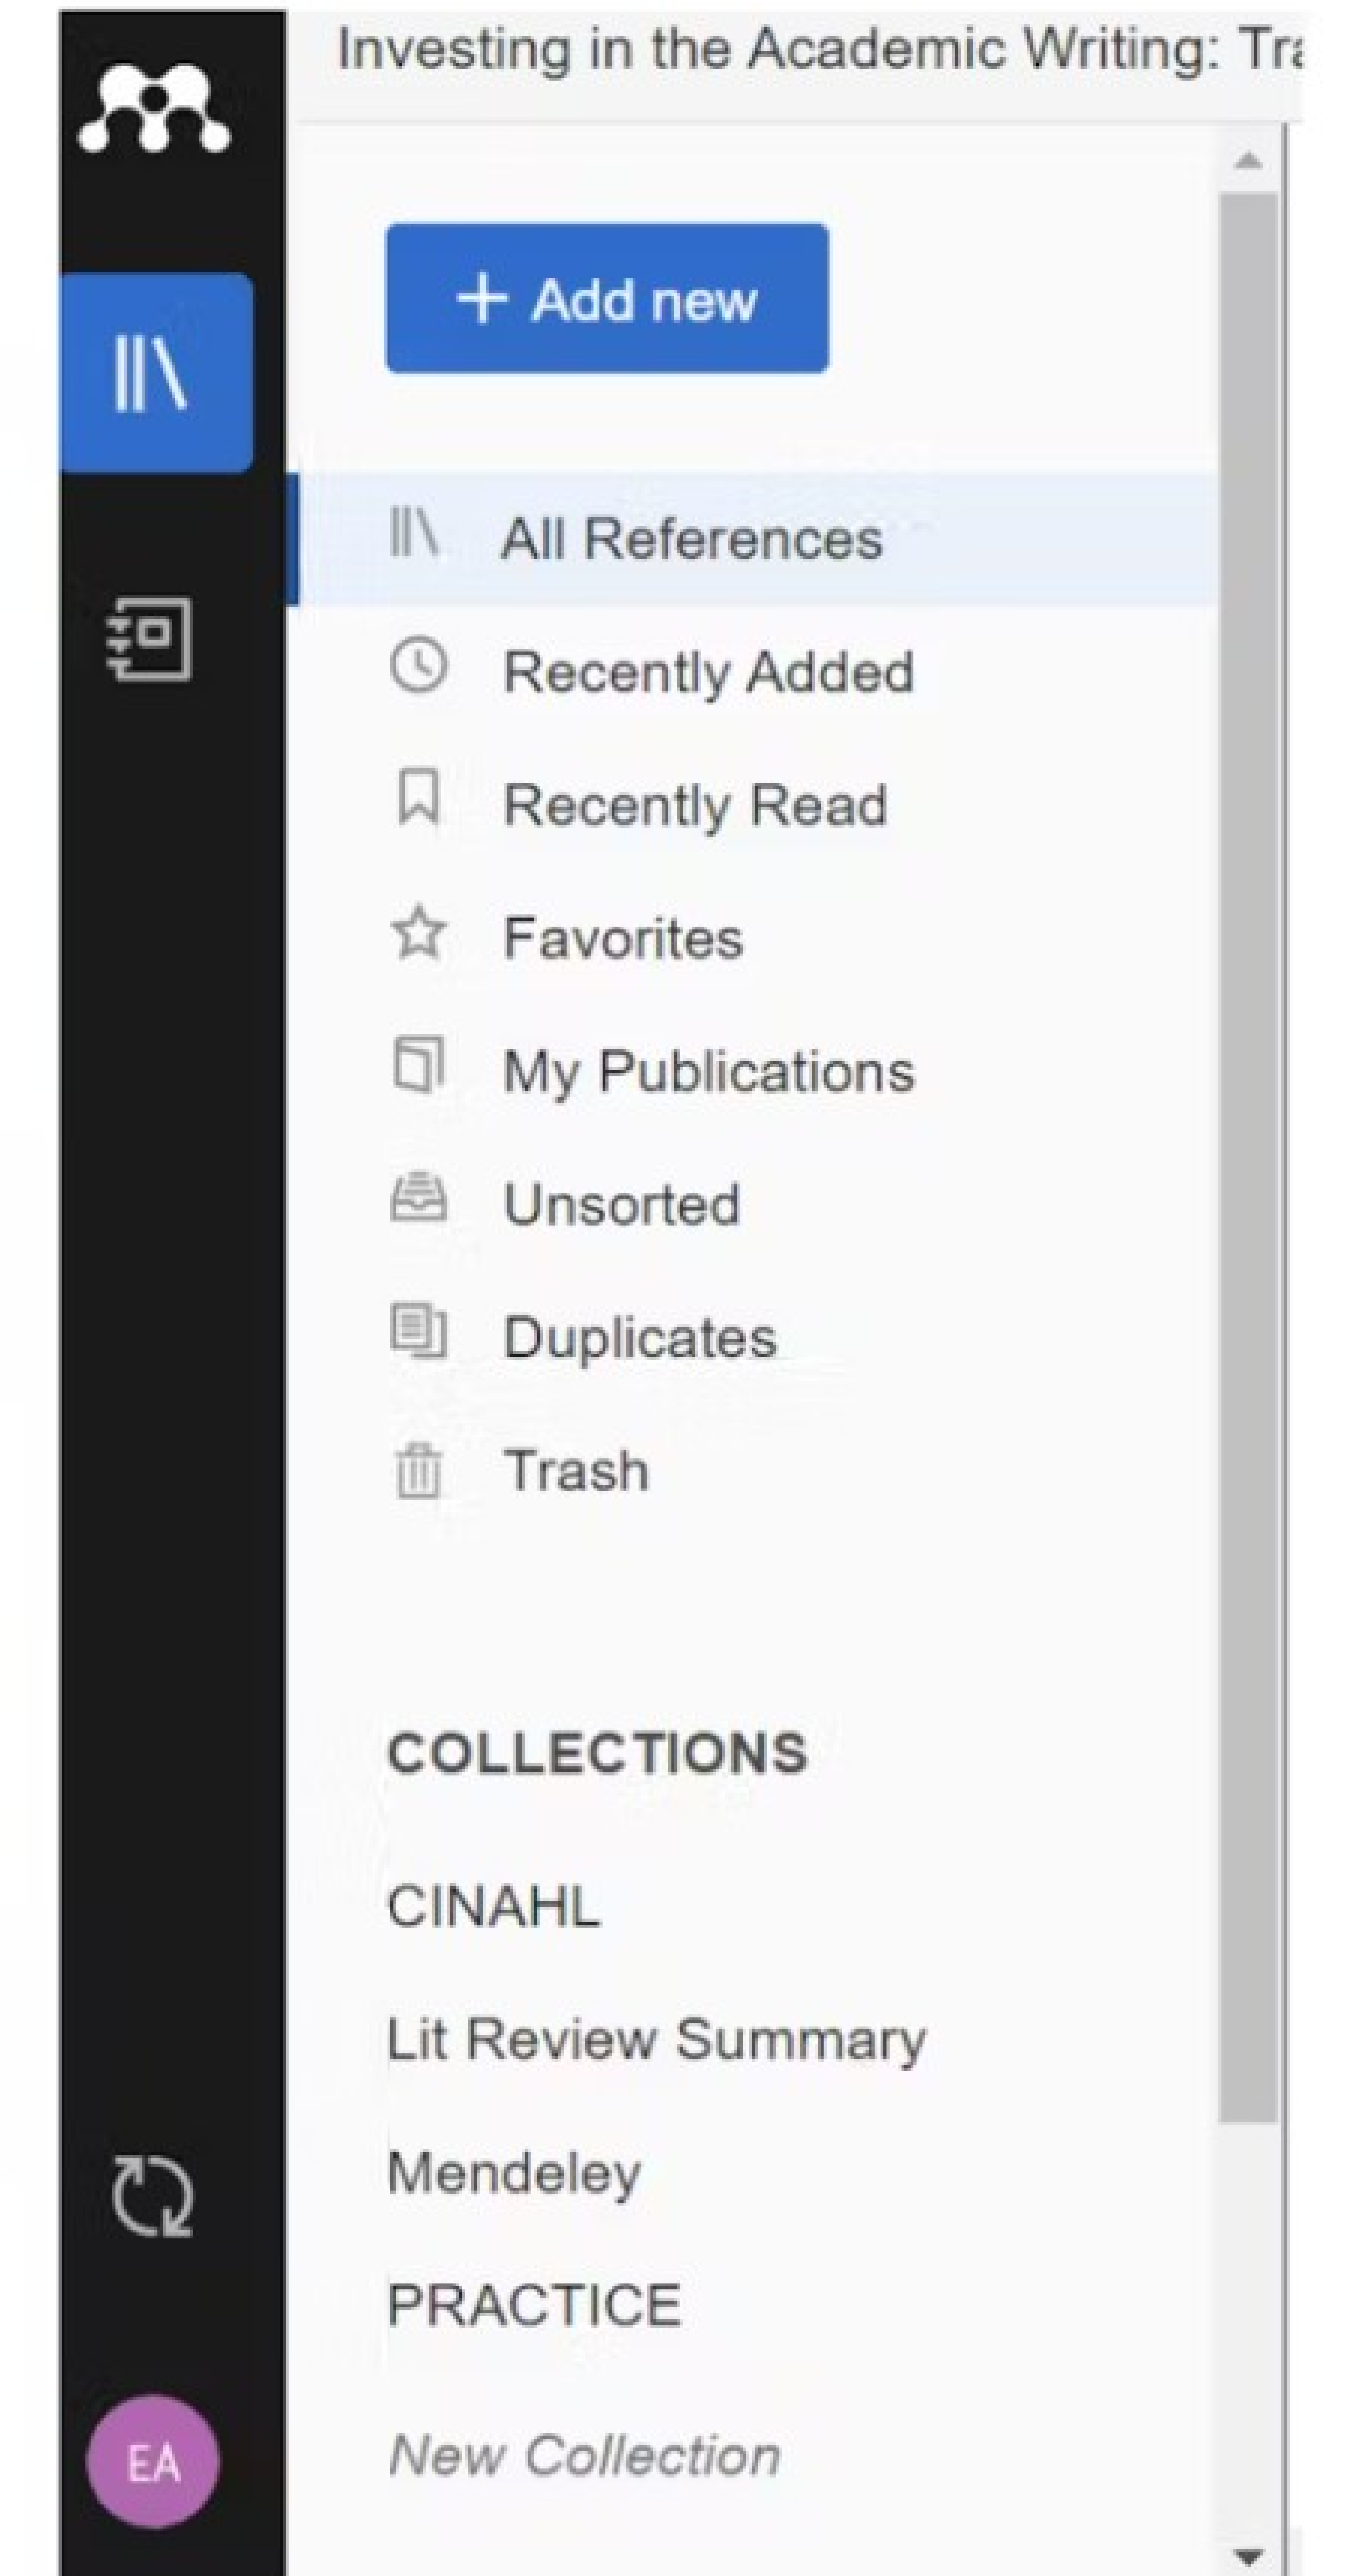 Investing in the Academic Writing:
+ Add new
All References
Recently Added
Recently Read
Favorites
My Publications
Unsorted
Duplicates
Trash
COLLECTIONS
CINAHL
Lit Review Summary
Mendeley
PRACTICE
New Collection
EA